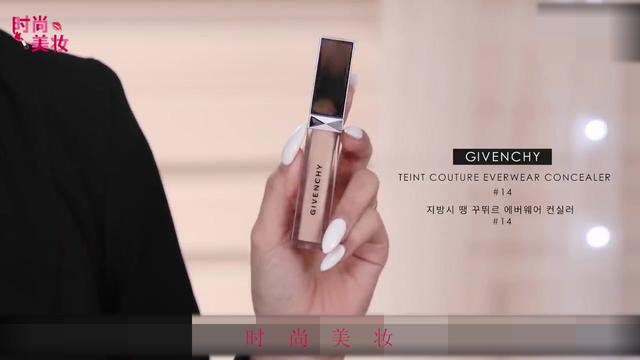 时尚
美妆
GIVENCHY
GIVENCHY
TEINT COUTURE EVERWEAR CONCEALER
#14
지방시 땡 꾸뛰르 에버웨어 컨실러
#14
时尚美妆